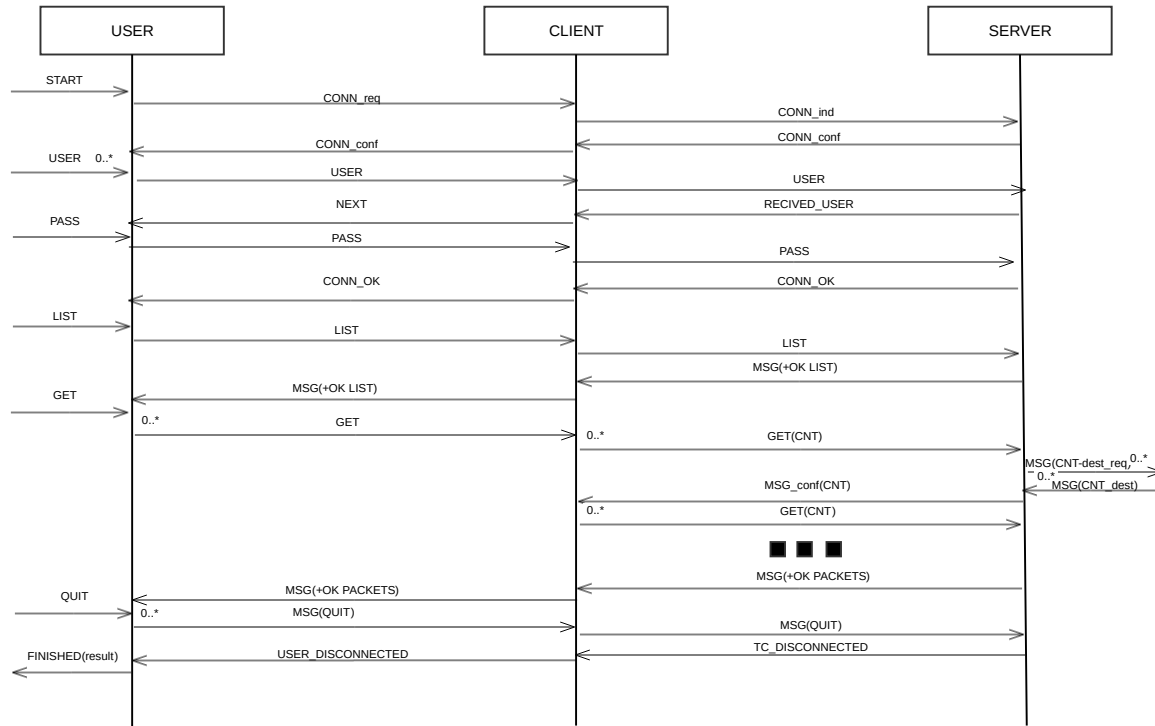 USER
CLIENT
SERVER
START
CONN_req
CONN_ind
CONN_conf
CONN_conf
USER 0..*
USER
USER
NEXT
RECIVED_USER
PASS
PASS
PASS
CONN_OK
CONN_OK
LIST
LIST
LIST
MSG(+OK LIST)
MSG(+OK LIST)
GET
0..*
GET
0..*
GET(CNT)
MSG(CNT-dest_req,
0..*
0..*
MSG(CNT_dest)
MSG_conf(CNT)
0..*
GET(CNT)
MSG(+OK PACKETS)
MSG(+OK PACKETS)
QUIT
0..*
MSG(QUIT)
MSG(QUIT)
TC_DISCONNECTED
USER_DISCONNECTED
FINISHED(result)